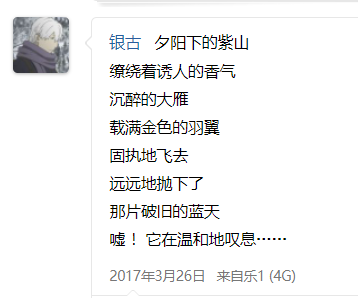 银古 夕阳下的紫山
缭绕着诱人的香气
沉醉的大雁
载满金色的羽翼
固执地飞去
远远地抛下了
那片破旧的蓝天
嘘！ 它在温和地叹息……
2017年3月26日 来自乐1 (4G)